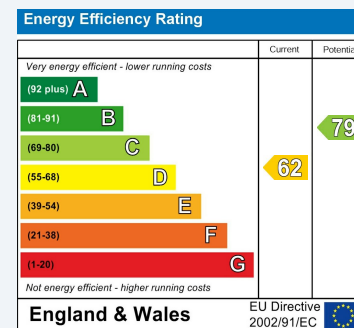 Energy Efficiency Rating
Current Potentia
Very energy efficient - lower running costs
(92 plus) A
(81-91) B
(69-80) C
(55-68) D
(39-54) E
(21-38) F
(1-20) G
62
79
Not energy efficient - higher running costs
England & Wales
EU Directive
2002/91/EC